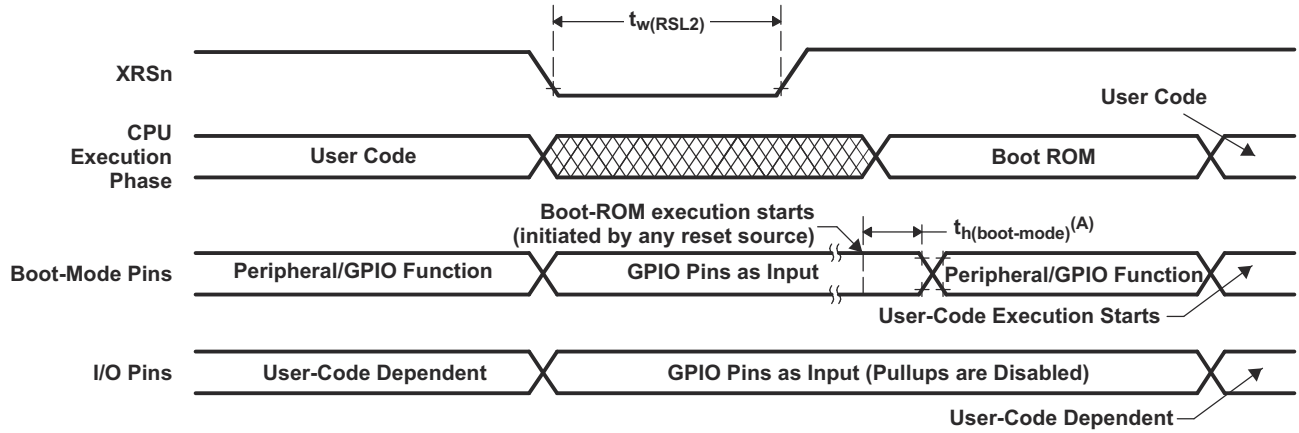 tw(RSL2)
XRSn
User Code
CPU
Execution
Phase
User Code
Boot ROM
Boot-ROM execution starts
(initiated by any reset source)
th(boot-mode)(A)
Boot-Mode Pins
Peripheral/GPIO Function
GPIO Pins as Input
Peripheral/GPIO Function
User-Code Execution Starts
I/O Pins
User-Code Dependent
GPIO Pins as Input (Pullups are Disabled)
User-Code Dependent